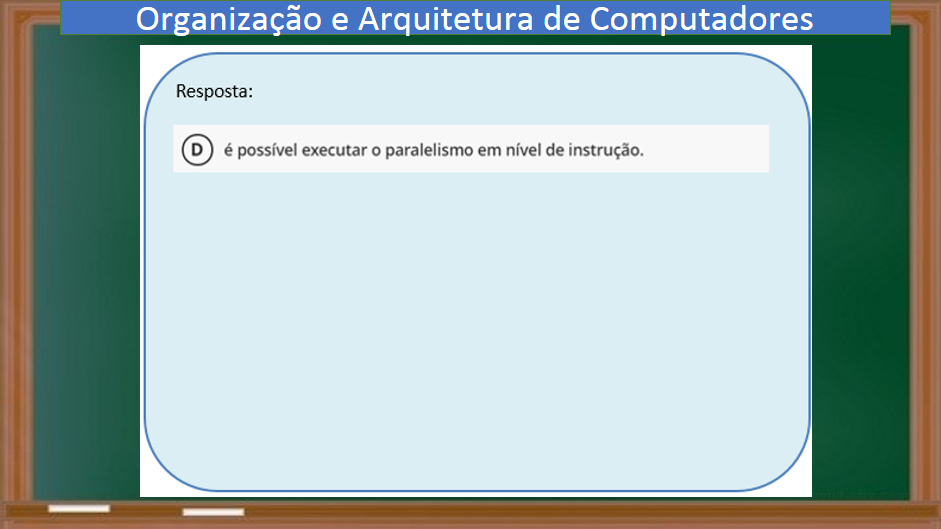 Organização e Arquitetura de Computadores
Resposta:
D é possível executar o paralelismo em nível de instrução.